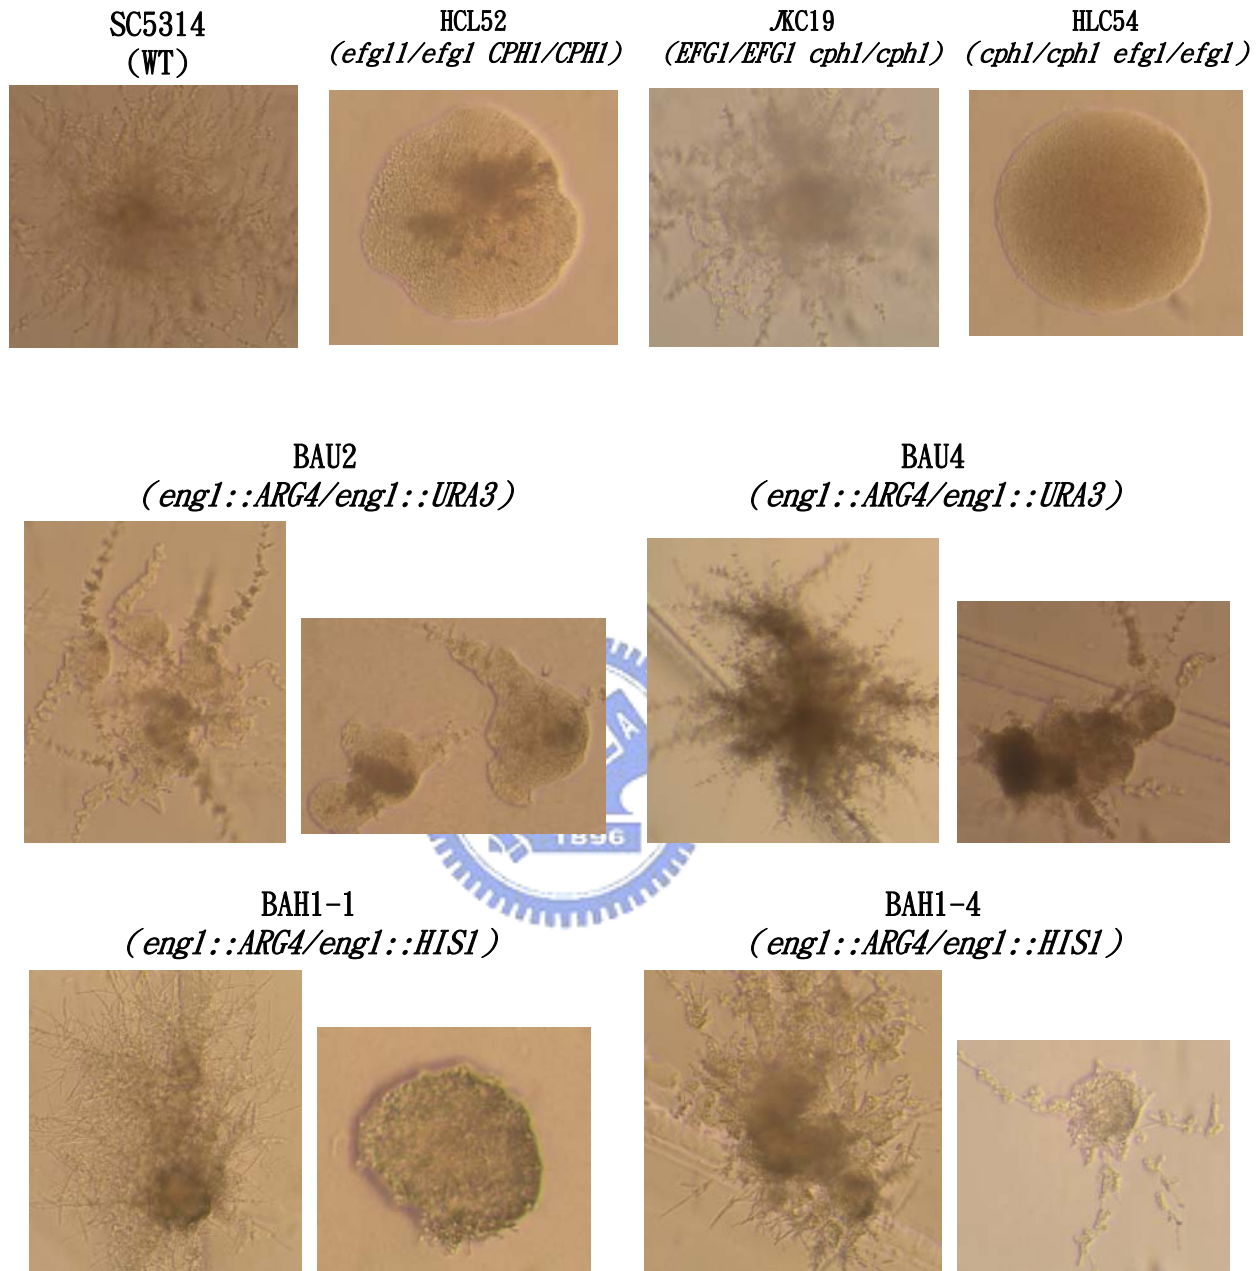 SC5314
(WT)
HCL52
(efg11/efg1 CPH1/CPH1)
JKC19
(EFG1/EFG1 cph1/cph1)
HLC54
(cph1/cph1 efg1/efg1)
BAU2
(eng1::ARG4/eng1::URA3)
BAU4
(eng1::ARG4/eng1::URA3)
1896
BAH1-1
(eng1::ARG4/eng1::HIS1)
BAH1-4
(eng1::ARG4/eng1::HIS1)